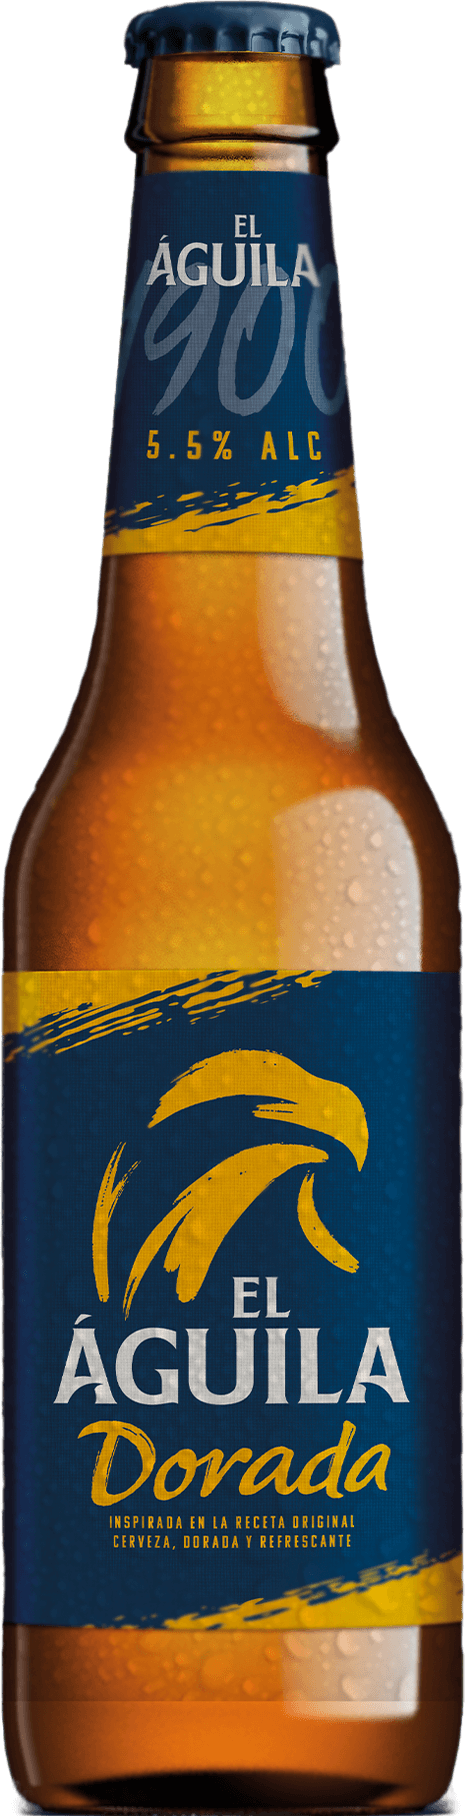 EL
ÁGUILA
1900
5.5% ALC
EL
ÁGUILA
Dorada
INSPIRADA EN LA RECETA ORIGINAL
CERVEZA, DORADA Y REFRESCANTE